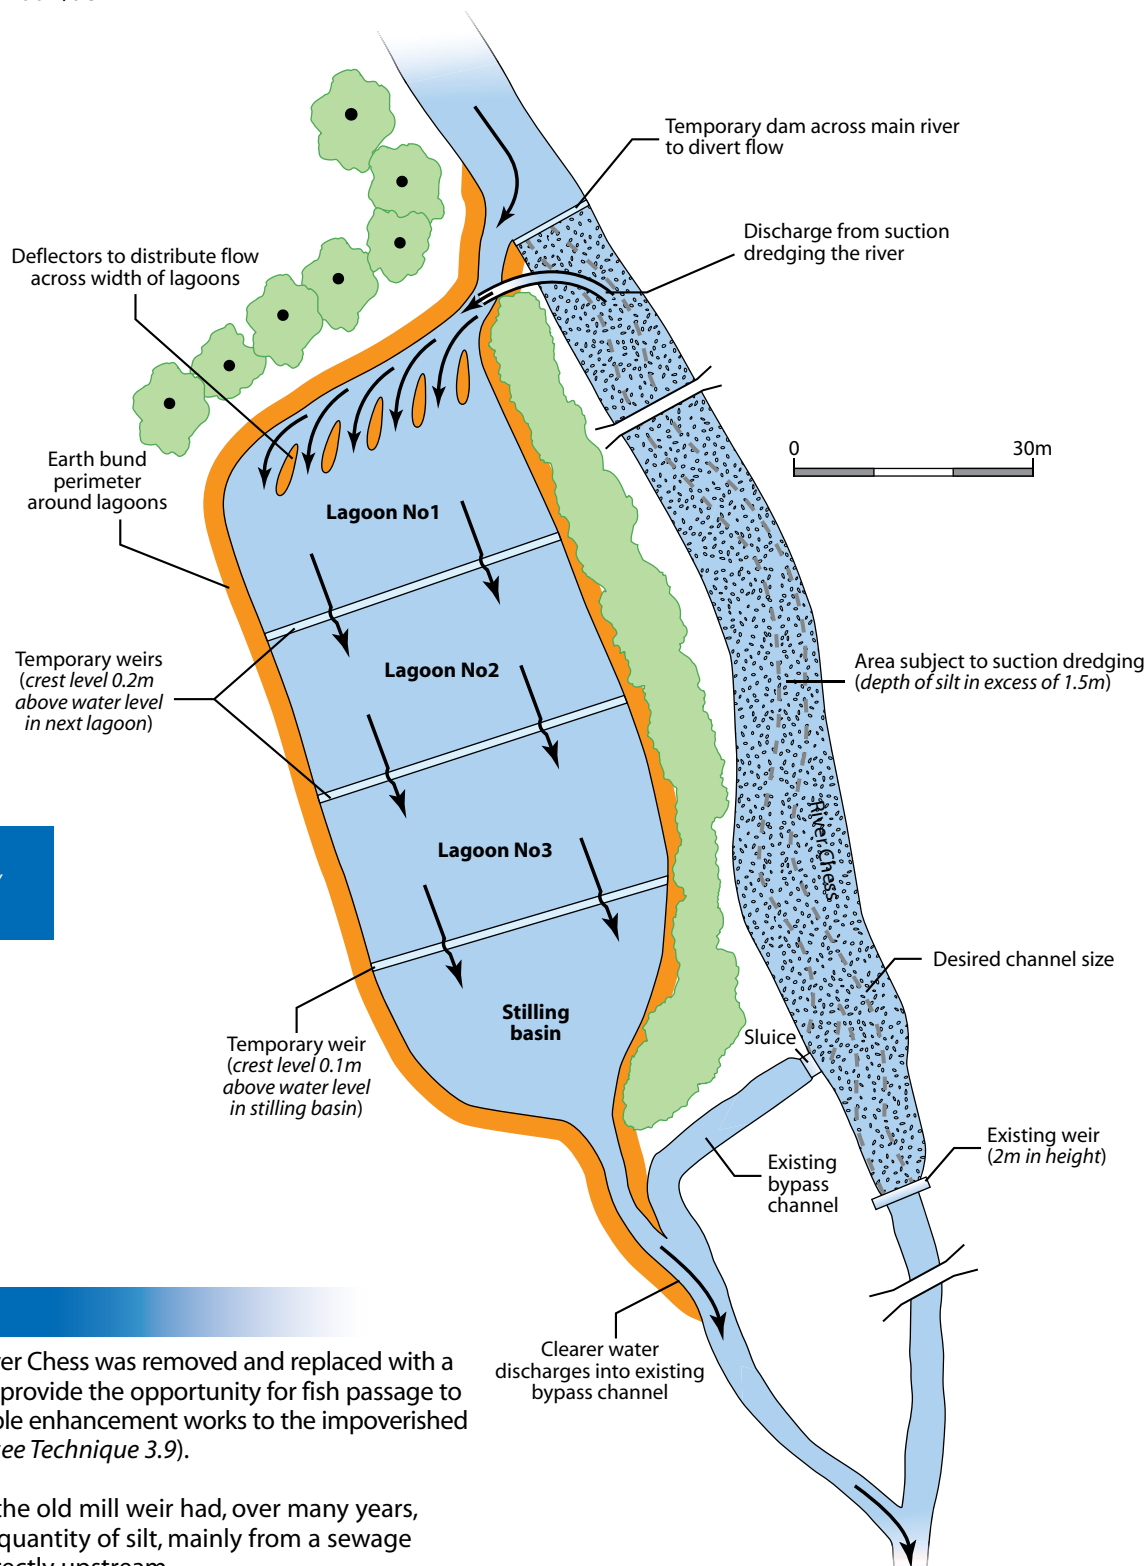 Temporary dam across main river
to divert flow
Discharge from suction
dredging the river
Deflectors to distribute flow
across width of lagoons
Earth bund
perimeter
around lagoons
0 30m
Lagoon No1
Temporary weirs
(crest level 0.2m
above water level
in next lagoon)
Lagoon No2
Area subject to suction dredging
(depth of silt in excess of 1.5m)
River Chess
Lagoon No3
Desired channel size
Stilling
basin
Sluice
Temporary weir
(crest level 0.1m
above water level
in stilling basin)
Existing weir
(2m in height)
Existing
bypass
channel
Clearer water
discharges into existing
bypass channel
er Chess was removed and replaced with a
provide the opportunity for fish passage to
ble enhancement works to the impoverished
ee Technique 3.9).
the old mill weir had, over many years,
quantity of silt, mainly from a sewage
rectly upstream